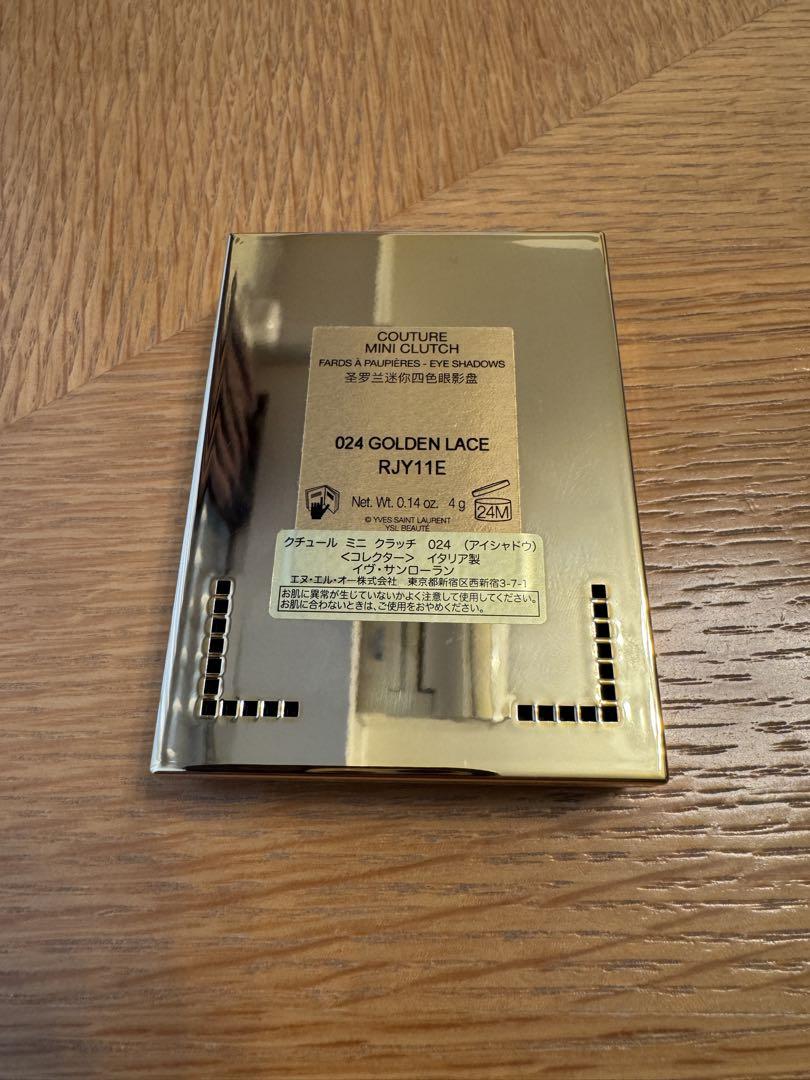 COUTURE
MINI CLUTCH
FARDS À PAUPIÈRES - EYE SHADOWS
圣罗兰迷你四色眼影盘
024 GOLDEN LACE
RJY11E
Net. Wt. 0.14 oz. 4 g
24M
© YVES SAINT LAURENT
YSL BEAUTÉ
クチュール ミニ クラッチ 024 (アイシャドウ)
<コレクター> イタリア製
イヴ・サンローラン
エヌ・エル・オー株式会社 東京都新宿区西新宿3-7-1
お肌に異常が生じていないかよく注意して使用してください。
お肌に合わないときは、ご使用をおやめください。